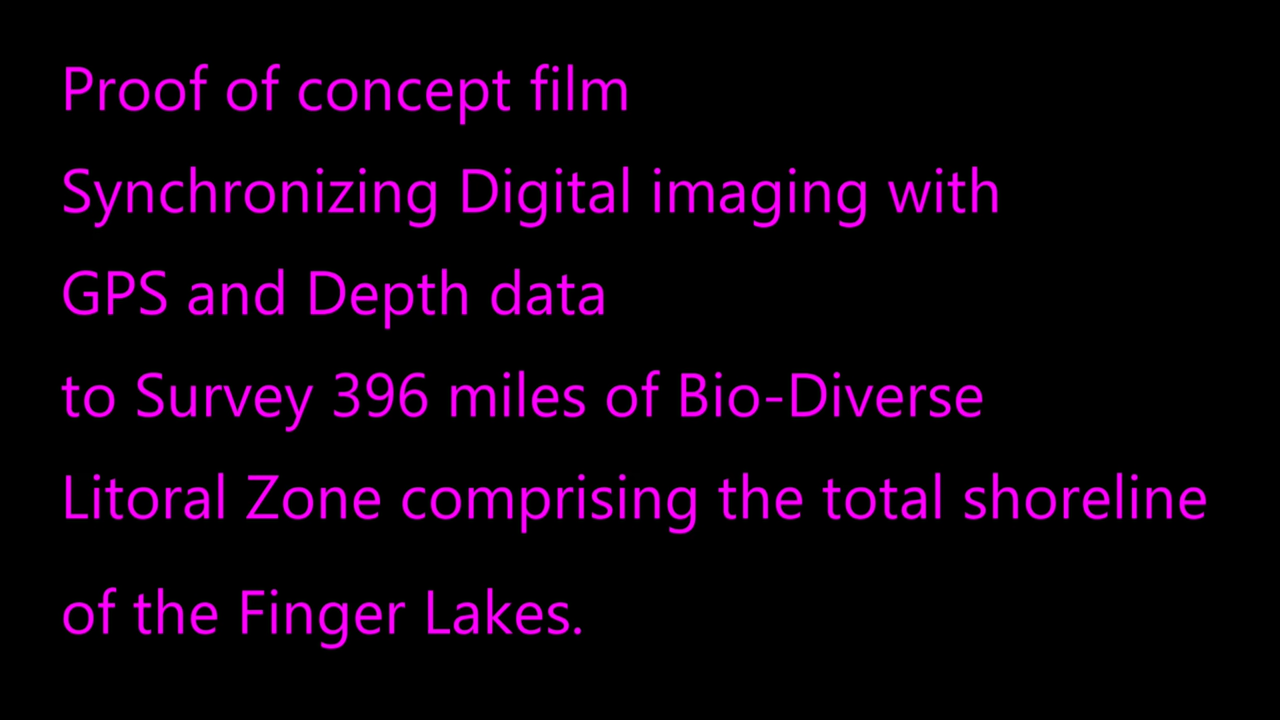 Proof of concept film
Synchronizing Digital imaging with
GPS and Depth data
to Survey 396 miles of Bio-Diverse
Litoral Zone comprising the total shoreline
of the Finger Lakes.